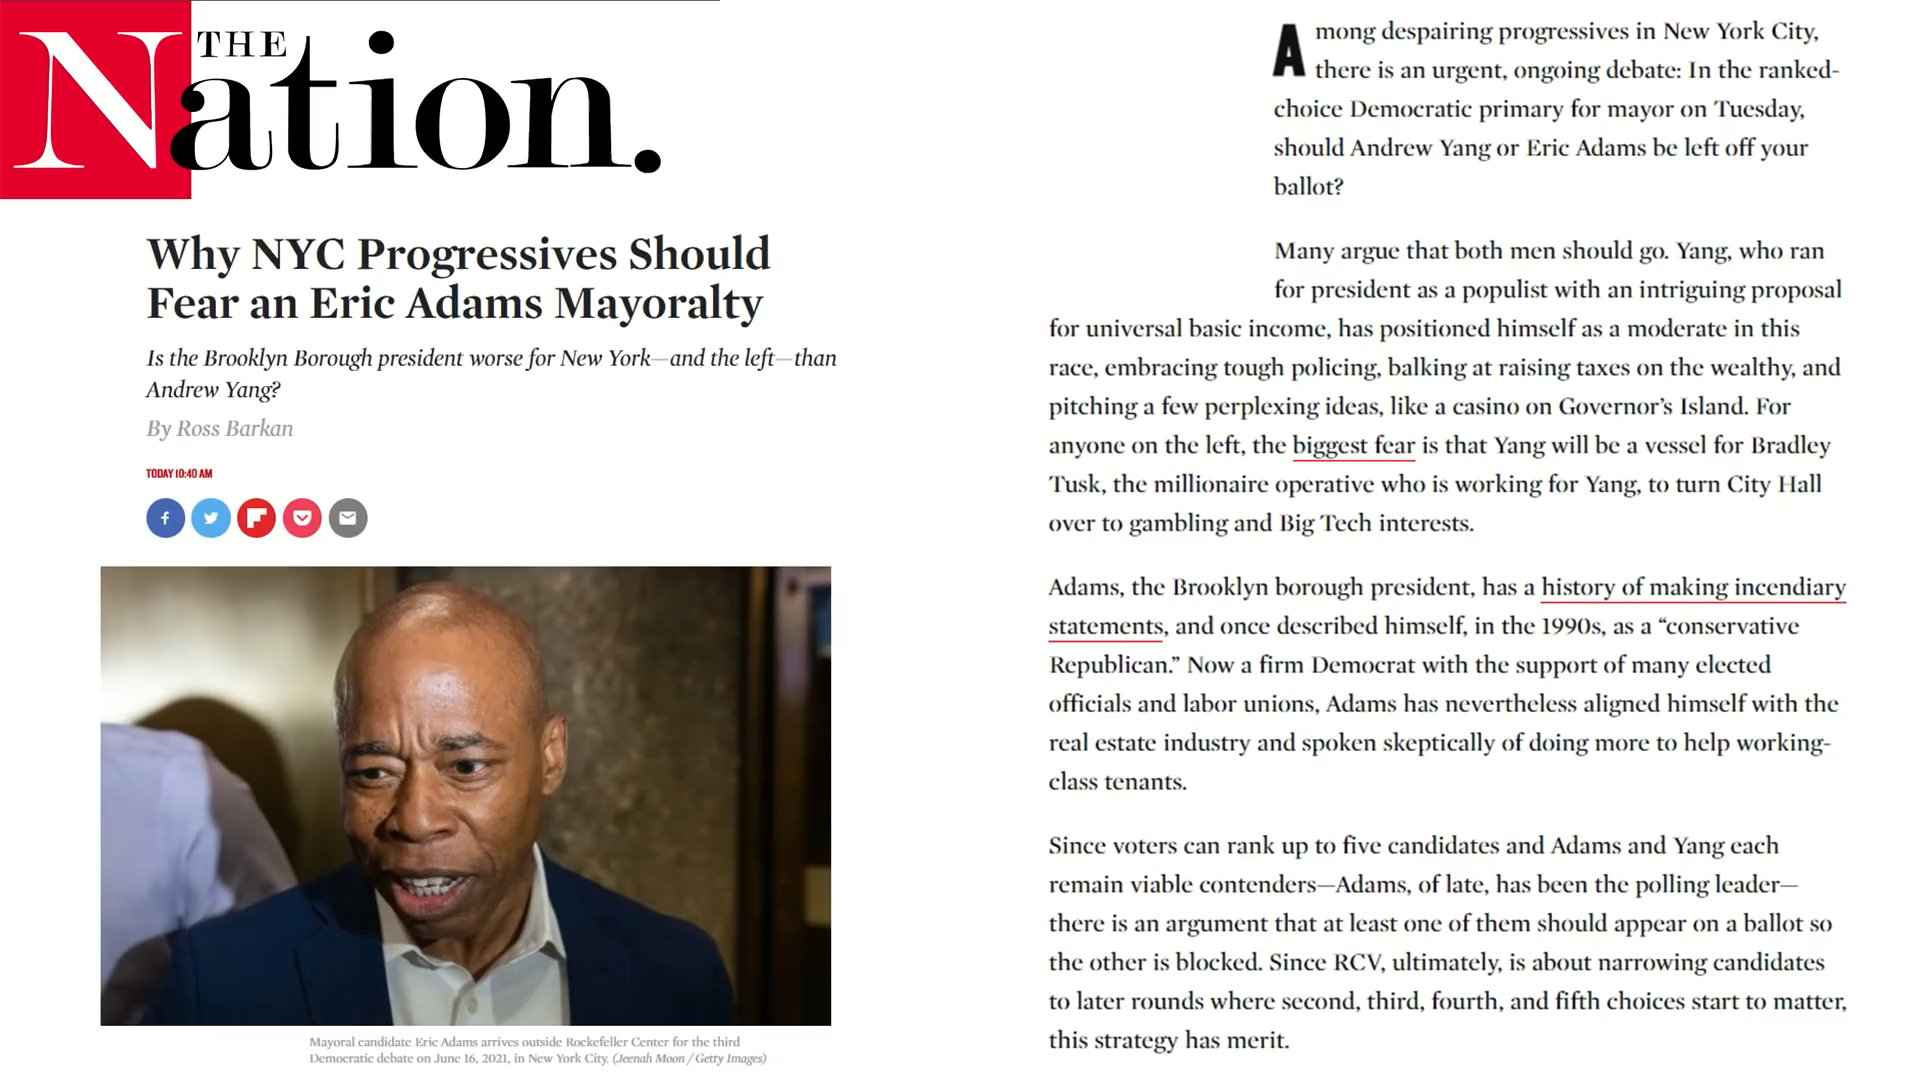 THE
Nation.
Why NYC Progressives Should
Fear an Eric Adams Mayoralty
Is the Brooklyn Borough president worse for New York—and the left—than
Andrew Yang?
By Ross Barkan
TODAY 10:40 AM
Mayoral candidate Eric Adams arrives outside Rockefeller Center for the third
Democratic debate on June 16, 2021, in New York City. (Jeenah Moon / Getty Images)
Among despairing progressives in New York City,
there is an urgent, ongoing debate: In the ranked-
choice Democratic primary for mayor on Tuesday,
should Andrew Yang or Eric Adams be left off your
ballot?
Many argue that both men should go. Yang, who ran
for president as a populist with an intriguing proposal
for universal basic income, has positioned himself as a moderate in this
race, embracing tough policing, balking at raising taxes on the wealthy, and
pitching a few perplexing ideas, like a casino on Governor’s Island. For
anyone on the left, the biggest fear is that Yang will be a vessel for Bradley
Tusk, the millionaire operative who is working for Yang, to turn City Hall
over to gambling and Big Tech interests.
Adams, the Brooklyn borough president, has a history of making incendiary
statements, and once described himself, in the 1990s, as a “conservative
Republican.” Now a firm Democrat with the support of many elected
officials and labor unions, Adams has nevertheless aligned himself with the
real estate industry and spoken skeptically of doing more to help working-
class tenants.
Since voters can rank up to five candidates and Adams and Yang each
remain viable contenders—Adams, of late, has been the polling leader—
there is an argument that at least one of them should appear on a ballot so
the other is blocked. Since RCV, ultimately, is about narrowing candidates
to later rounds where second, third, fourth, and fifth choices start to matter,
this strategy has merit.